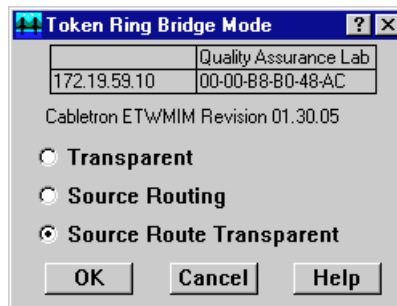 Token Ring Bridge Mode ? ×
Quality Assurance Lab
172.19.59.10 00-00-B8-B0-48-AC
Cabletron ETWMIM Revision 01.30.05
Transparent
Source Routing
Source Route Transparent
OK Cancel Help